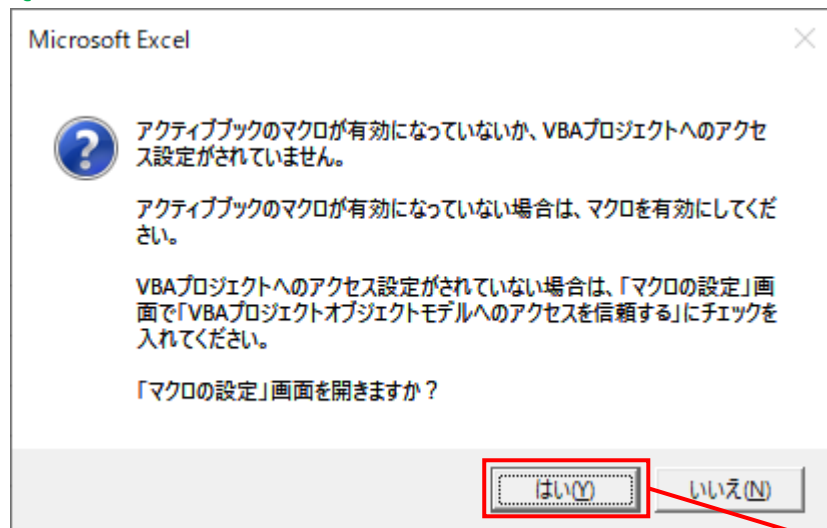 Microsoft Excel
アクティブブックのマクロが有効になっていないか、VBAプロジェクトへのアクセ
ス設定がされていません。
アクティブブックのマクロが有効になっていない場合は、マクロを有効にしてくだ
さい。
VBAプロジェクトへのアクセス設定がされていない場合は、「マクロの設定」画
面で「VBAプロジェクトオブジェクトモデルへのアクセスを信頼する」にチェックを
入れてください。
「マクロの設定」画面を開きますか？
はい(Y)
いいえ(N)